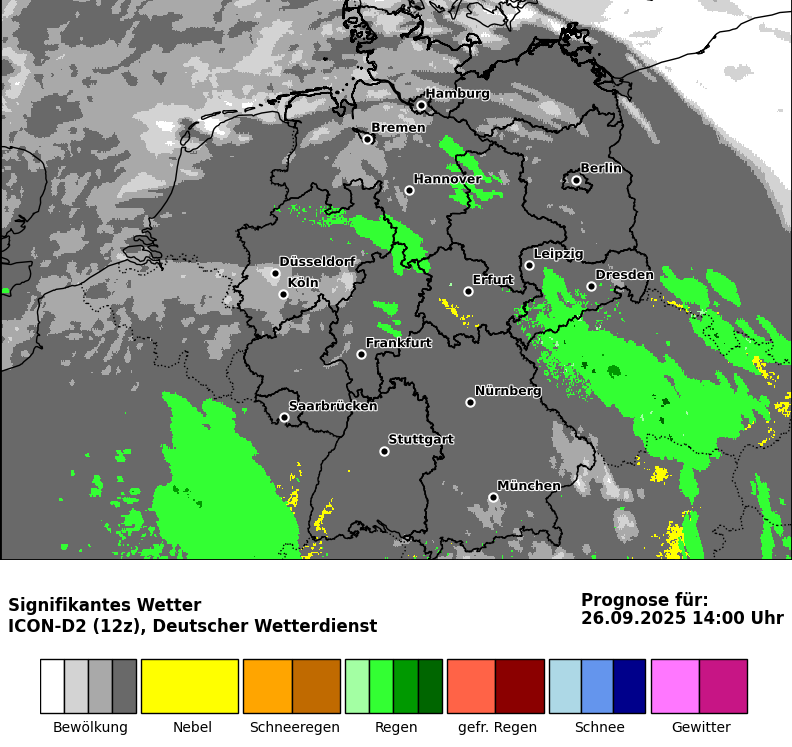 Hamburg
Bremen
Berlin
Hannover
Leipzig
Düsseldorf
Dresden
Erfurt
Köln
Frankfurt
Nürnberg
Saarbrücken
Stuttgart
München
Signifikantes Wetter
ICON-D2 (12z), Deutscher Wetterdienst
Prognose für:
26.09.2025 14:00 Uhr
Bewölkung Nebel Schneeregen Regen gefr. Regen Schnee Gewitter